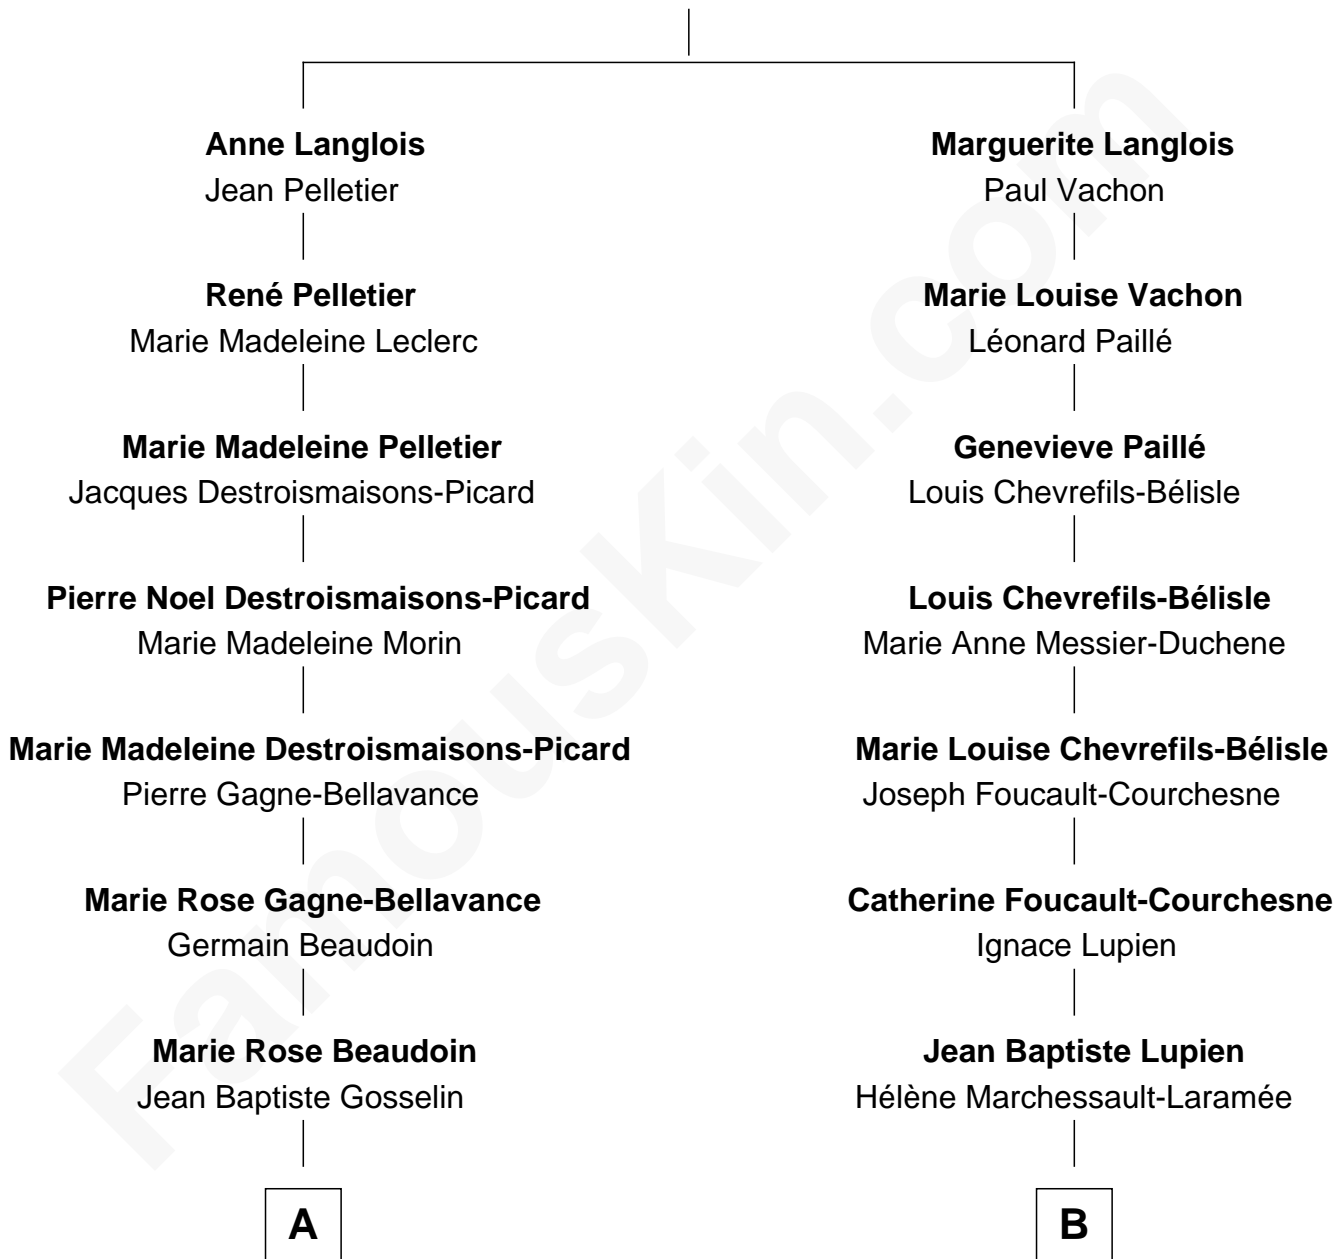 Anne Langlois
Jean Pelletier
René Pelletier
Marie Madeleine Leclerc
Marie Madeleine Pelletier
Jacques Destroismaisons-Picard
Pierre Noel Destroismaisons-Picard
Marie Madeleine Morin
Marie Madeleine Destroismaisons-Picard
Pierre Gagne-Bellavance
Marie Rose Gagne-Bellavance
Germain Beaudoin
Marie Rose Beaudoin
Jean Baptiste Gosselin
A
Marguerite Langlois
Paul Vachon
Marie Louise Vachon
Léonard Paillé
Genevieve Paillé
Louis Chevrefils-Bélisle
Louis Chevrefils-Bélisle
Marie Anne Messier-Duchene
Marie Louise Chevrefils-Bélisle
Joseph Foucault-Courchesne
Catherine Foucault-Courchesne
Ignace Lupien
Jean Baptiste Lupien
Hélène Marchessault-Laramée
B
FamousKin.com